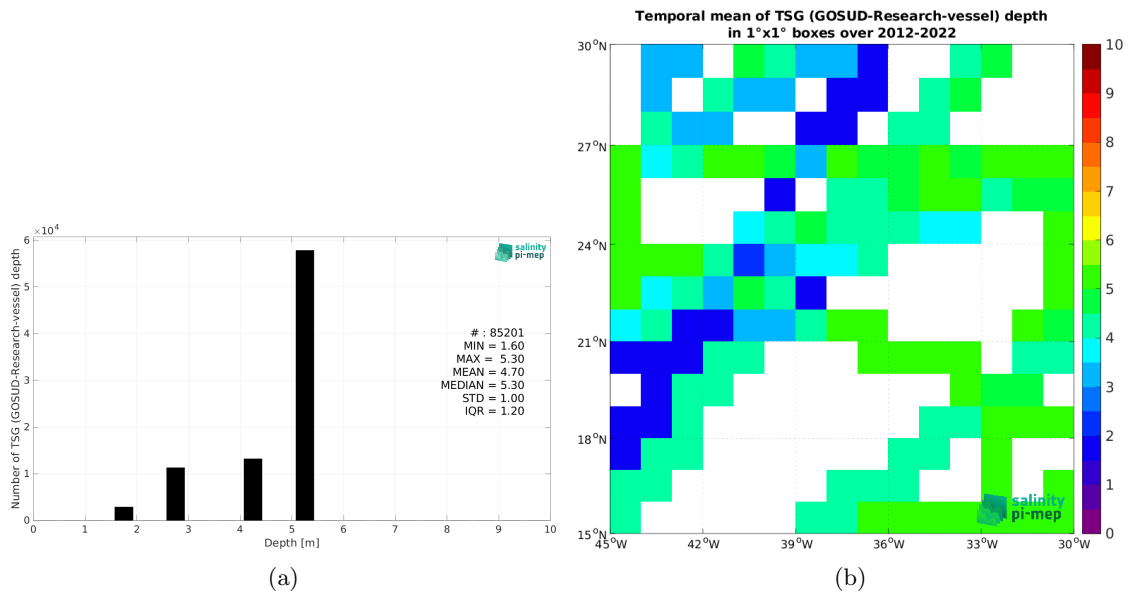 ×10⁴
6
5
4
3
2
1
0
Number of TSG (GOSUD-Research-vessel) depth
salinity
pi-mep
# : 85201
MIN = 1.60
MAX = 5.30
MEAN = 4.70
MEDIAN = 5.30
STD = 1.00
IQR = 1.20
0 1 2 3 4 5 6 7 8 9 10
Depth [m]
(a)
Temporal mean of TSG (GOSUD-Research-vessel) depth
in 1°x1° boxes over 2012-2022
30°N
27°N
24°N
21°N
18°N
15°N
45°W 42°W 39°W 36°W 33°W 30°W
salinity
pi-mep
10
9
8
7
6
5
4
3
2
1
0
(b)